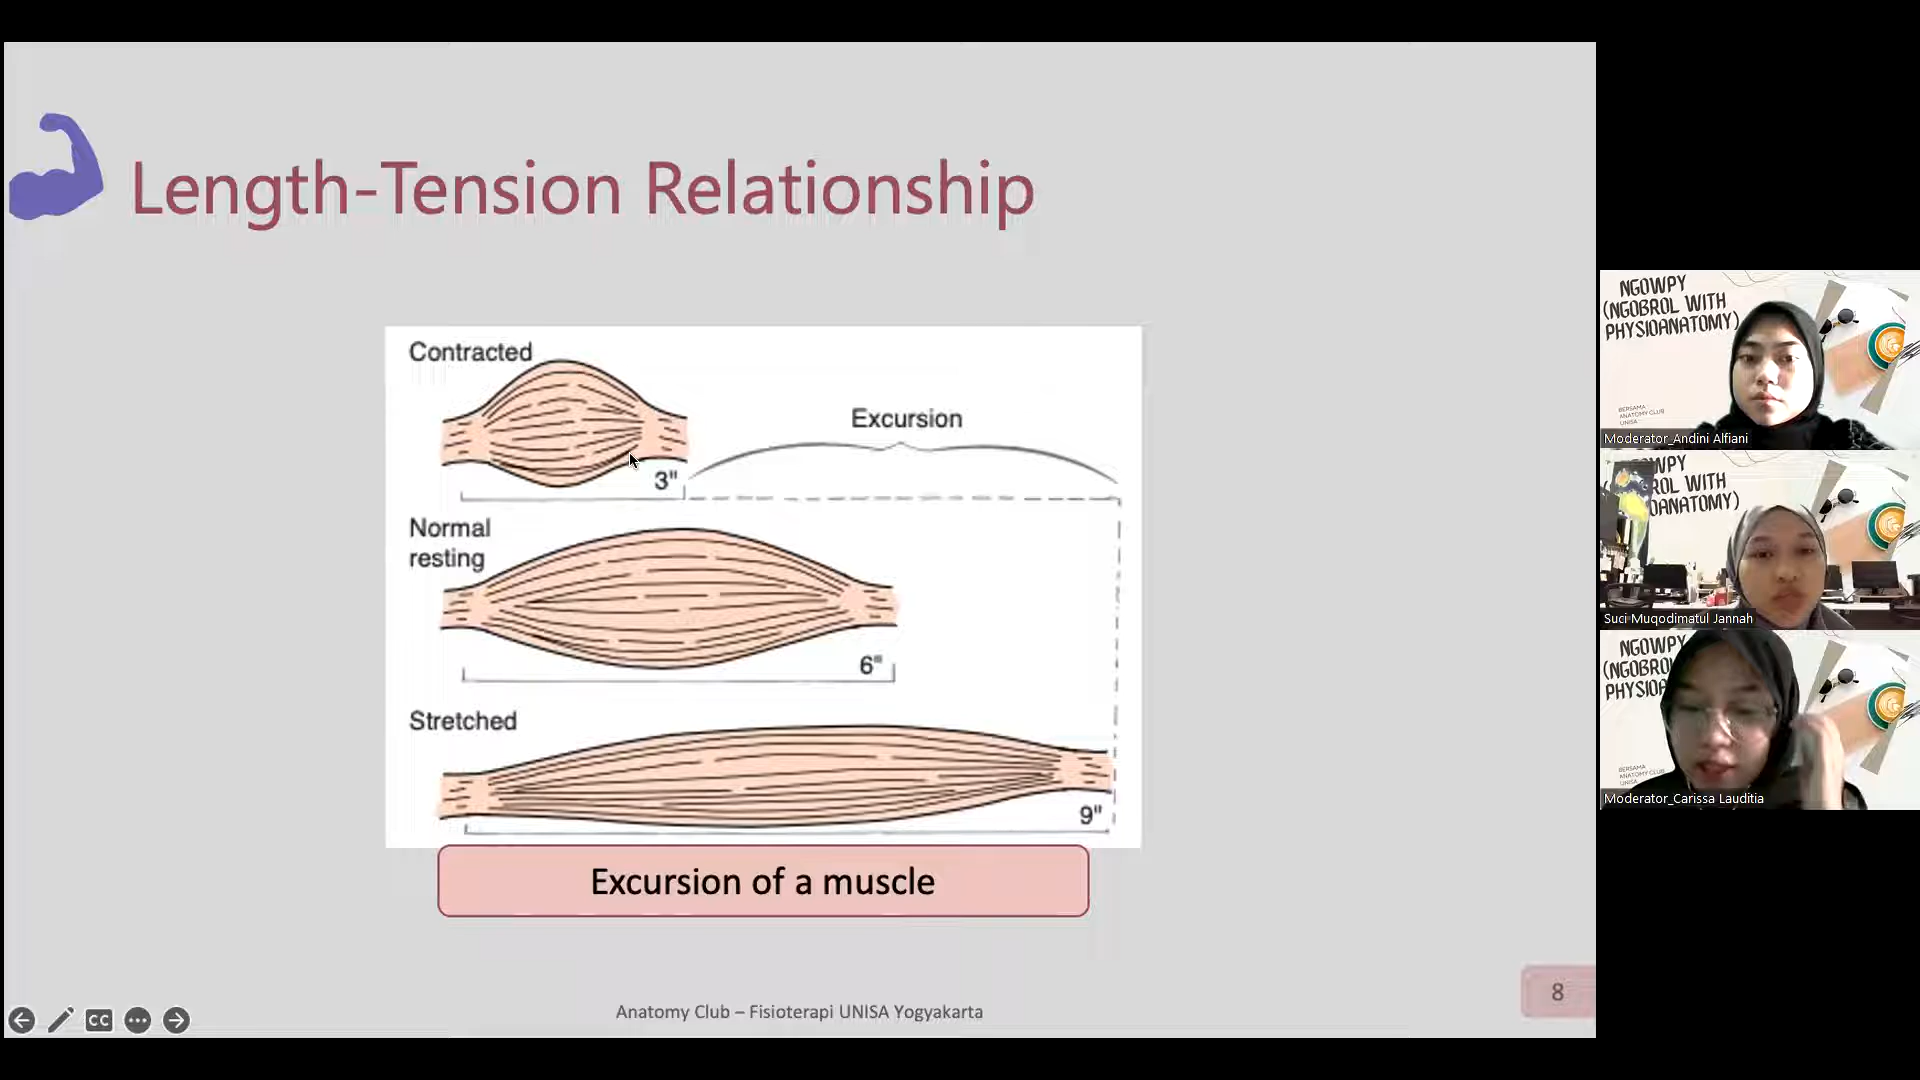 Length-Tension Relationship
Contracted
3"
Excursion
Normal
resting
6"
Stretched
9"
Excursion of a muscle
Anatomy Club – Fisioterapi UNISA Yogyakarta
8
CC
NGOWPY
(NGOBROL WITH
PHYSIOANATOMY)
BERSAMA
ANATOMY CLUB
UNISA
Moderator_Andini Alfiani
WPY
ROL WITH
OANATOMY)
Suci Muqodimatul Jannah
NGOWPY
(NGOBROL
PHYSIOA
BERSAMA
ANATOMY CLUB
UNISA
Moderator_Carissa Lauditia